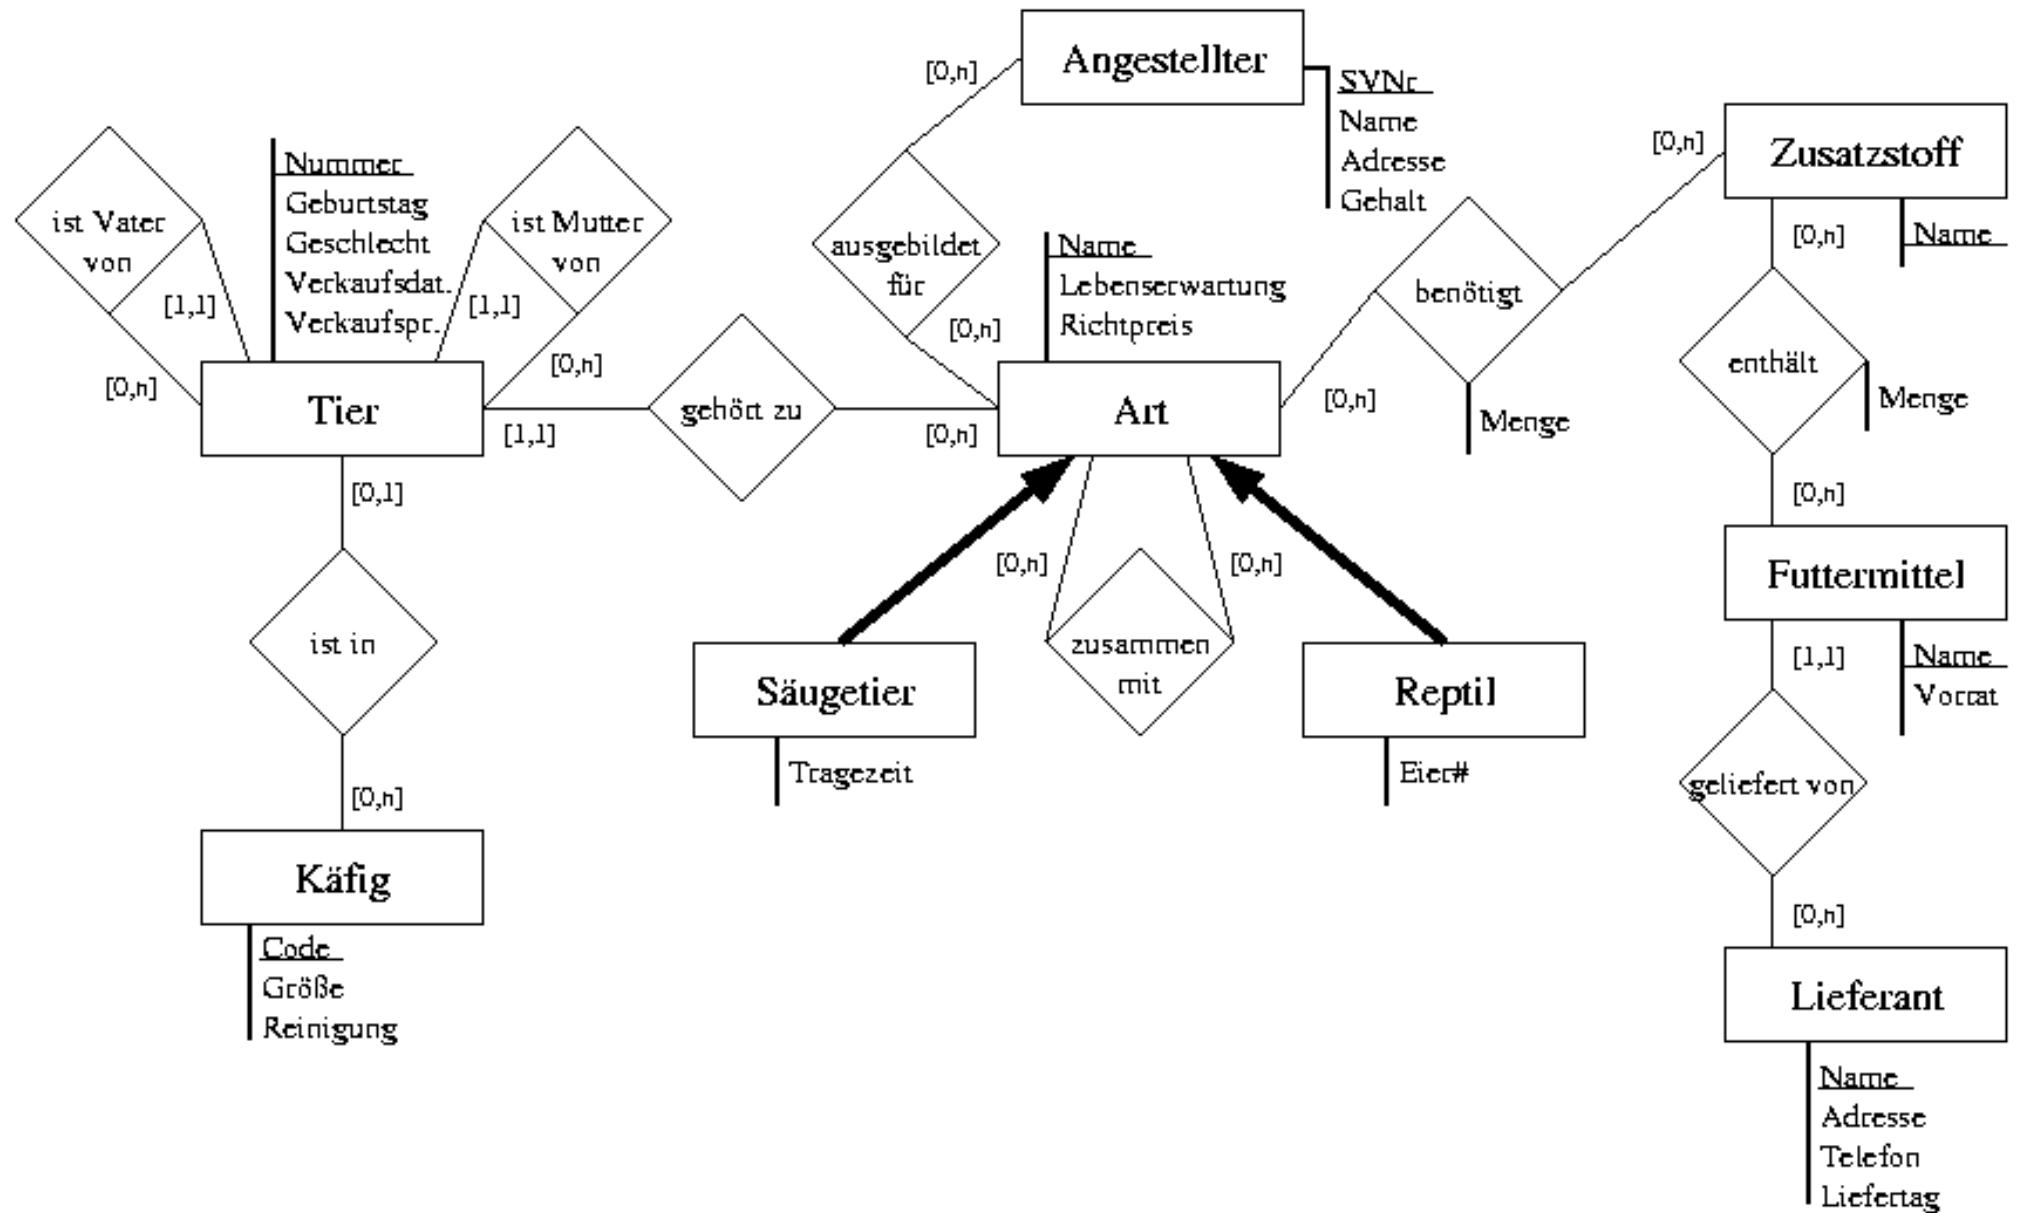 Angestellter
[0,n]
SVNr
Name
Adresse
Gehalt
Zusatzstoff
[0,n]
Name
[0,n]
ist Vater
von
[1,1]
[0,n]
Nummer
Geburtstag
Geschlecht
Verkaufsdat.
Verkaufspr.
ist Mutter
von
[1,1]
[0,n]
ausgebildet
für
[0,n]
Name
Lebenserwartung
Richtpreis
benötigt
[0,n]
Menge
enthält
Menge
[0,n]
Tier
[1,1]
gehört zu
[0,n]
Art
[0,1]
ist in
[0,n]
[0,n]
zusammen
mit
[0,n]
Säugetier
Tragezeit
Reptil
Eier#
Futtermittel
[1,1]
Name
Vorrat
geliefert von
[0,n]
Käfig
Code
Größe
Reinigung
Lieferant
Name
Adresse
Telefon
Liefertag